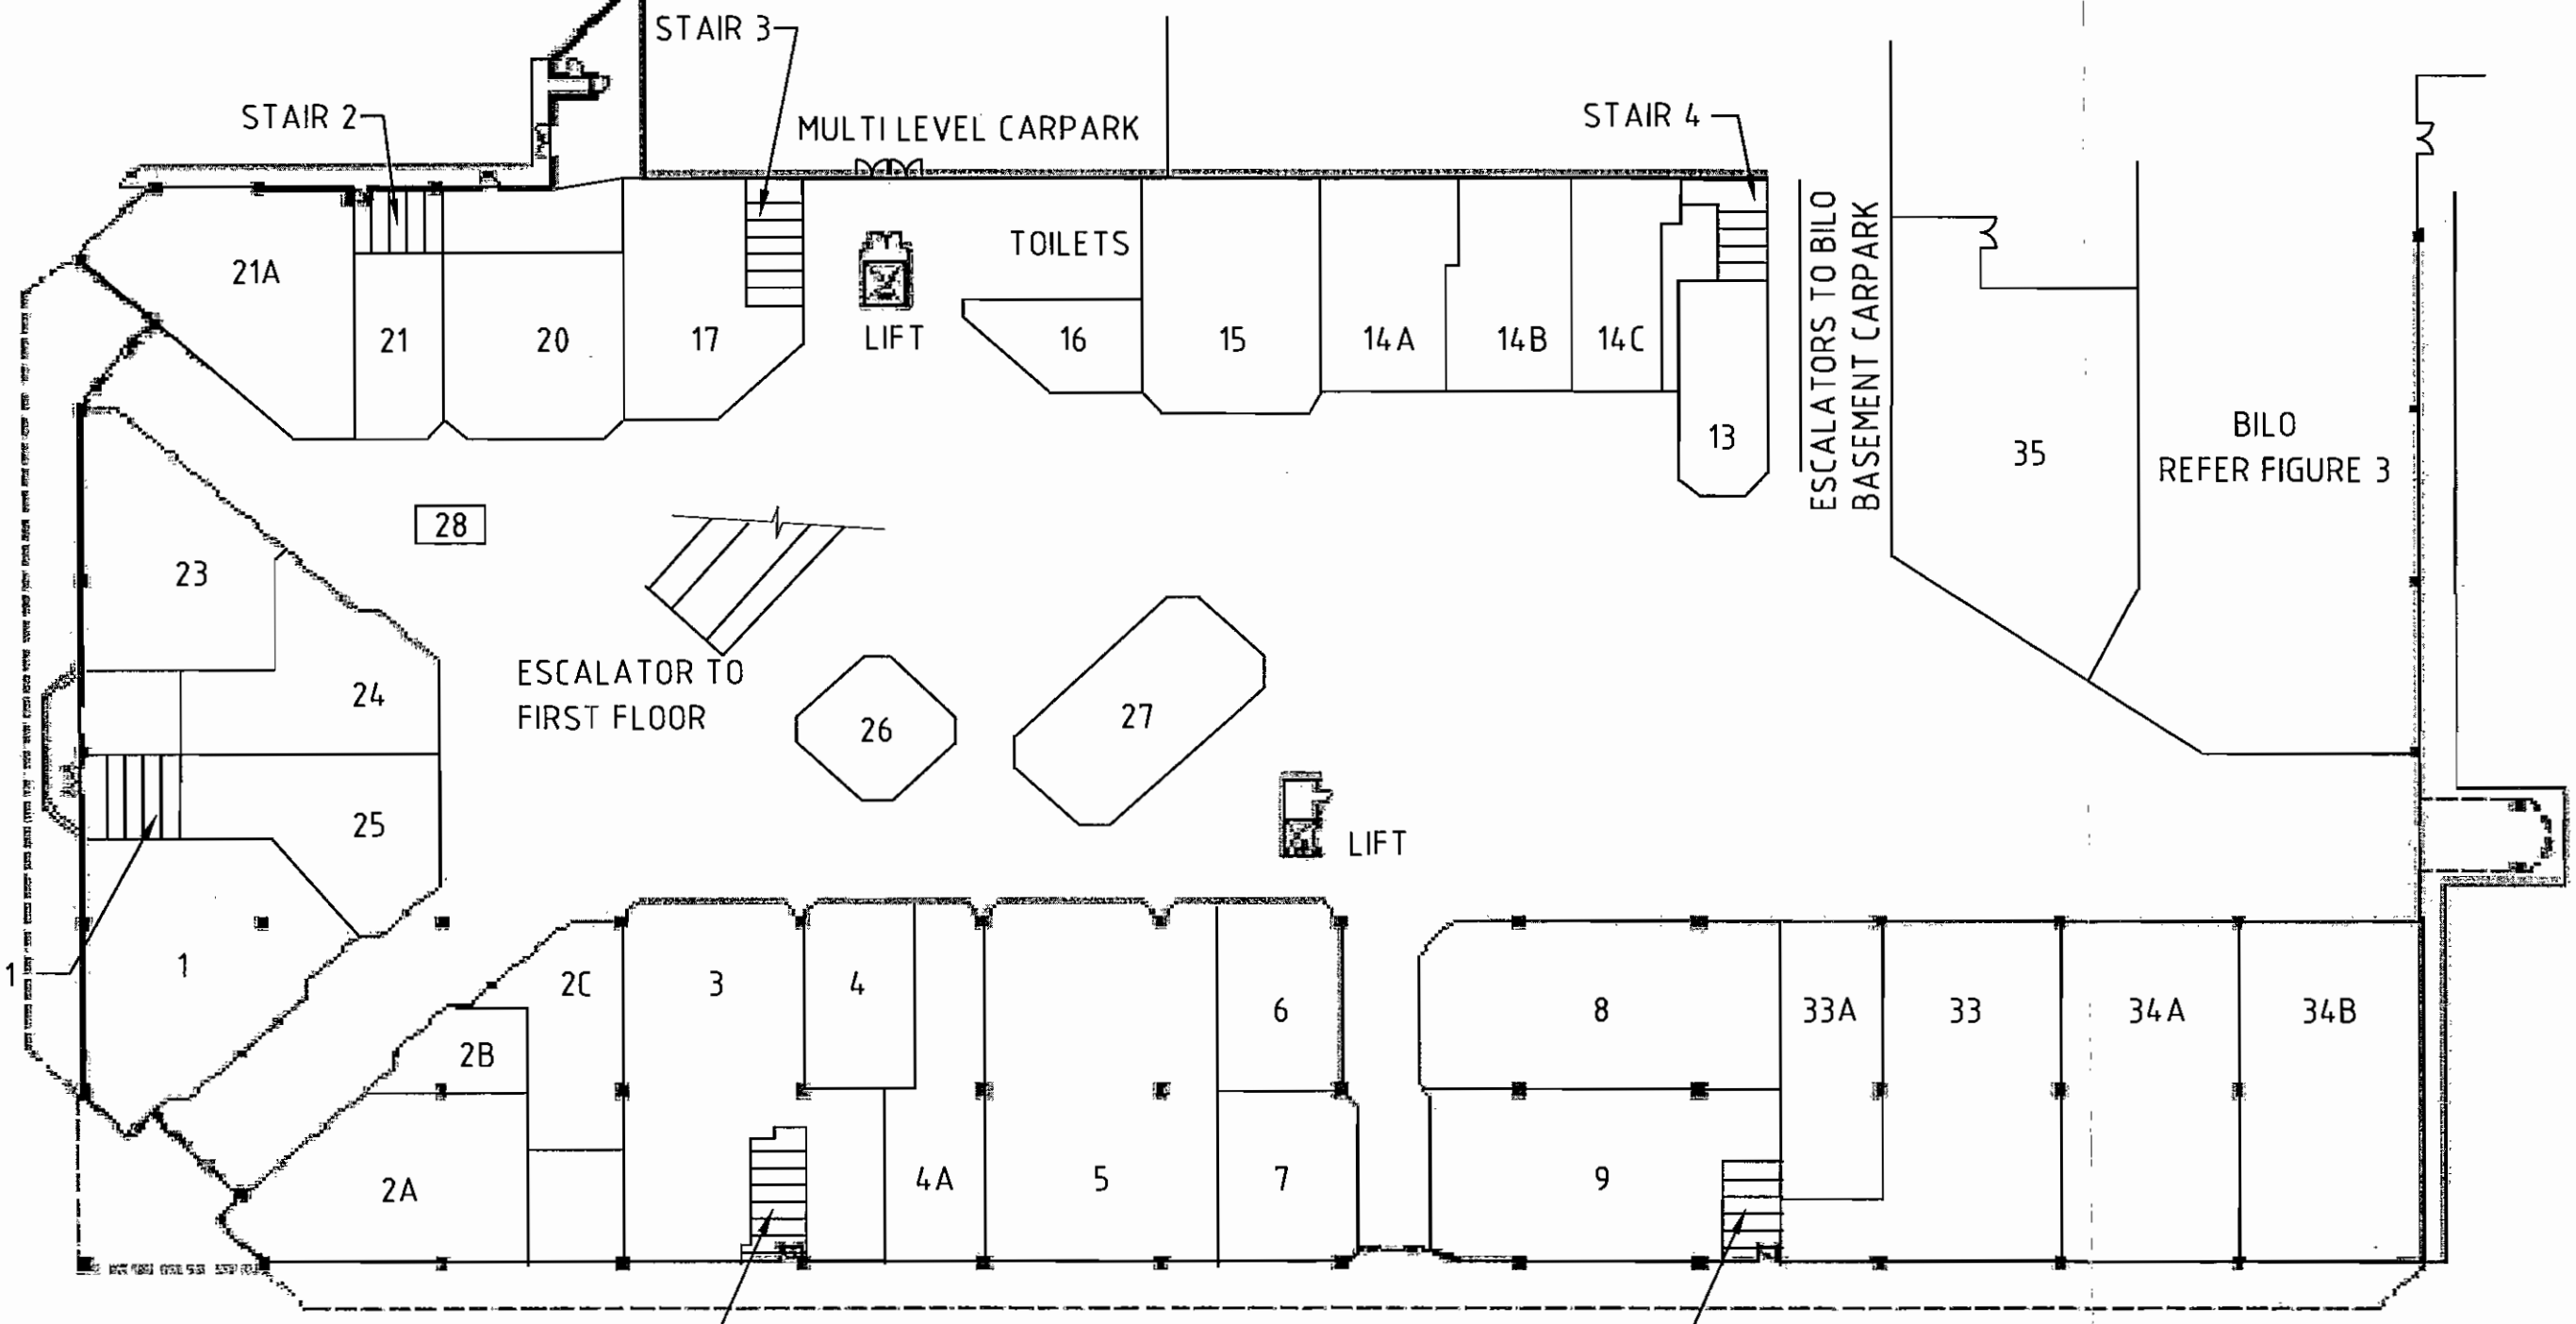 STAIR 3
STAIR 2
MULTI LEVEL CARPARK
STAIR 4
ESCALATORS TO BILO
BASEMENT CARPARK
TOILETS
21A
21
20
17
LIFT
16
15
14A
14B
14C
13
35
BILO
REFER FIGURE 3
28
23
ESCALATOR TO
FIRST FLOOR
24
26
27
25
LIFT
1
1
2C
3
4
6
8
33A
33
34A
34B
2B
2A
4A
5
7
9